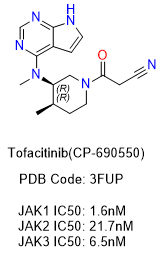 H
N
N
N
N
N
O
N
(R)
(R)
Tofacitinib(CP-690550)
PDB Code: 3FUP
JAK1 IC50: 1.6nM
JAK2 IC50: 21.7nM
JAK3 IC50: 6.5nM